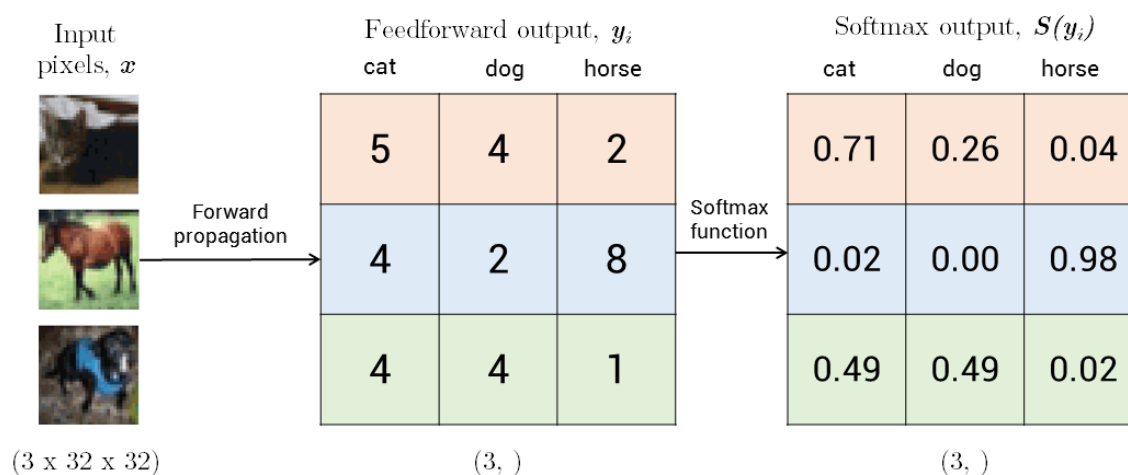 Input
pixels, x
Feedforward output, y_i
cat dog horse
Softmax output, S(y_i)
cat dog horse
5 4 2
0.71 0.26 0.04
Forward
propagation
4 2 8
Softmax
function
0.02 0.00 0.98
4 4 1
0.49 0.49 0.02
(3 x 32 x 32)
(3, )
(3, )